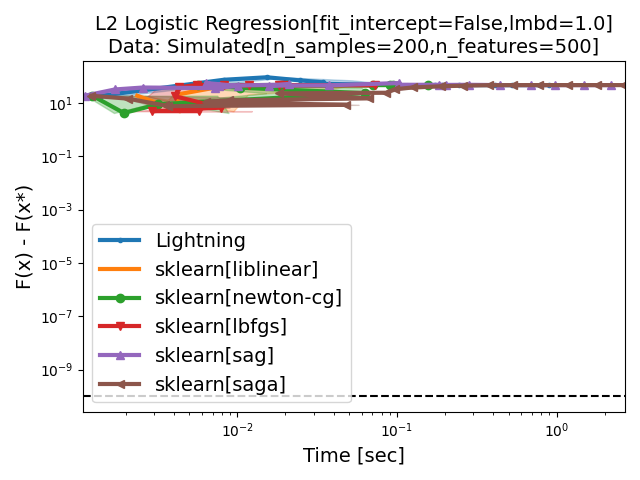 L2 Logistic Regression[fit_intercept=False,lmbd=1.0]
Data: Simulated[n_samples=200,n_features=500]
F(x) - F(x*)
10^1
10^-1
10^-3
10^-5
10^-7
10^-9
Lightning
sklearn[liblinear]
sklearn[newton-cg]
sklearn[lbfgs]
sklearn[sag]
sklearn[saga]
10^-2 10^-1 10^0
Time [sec]